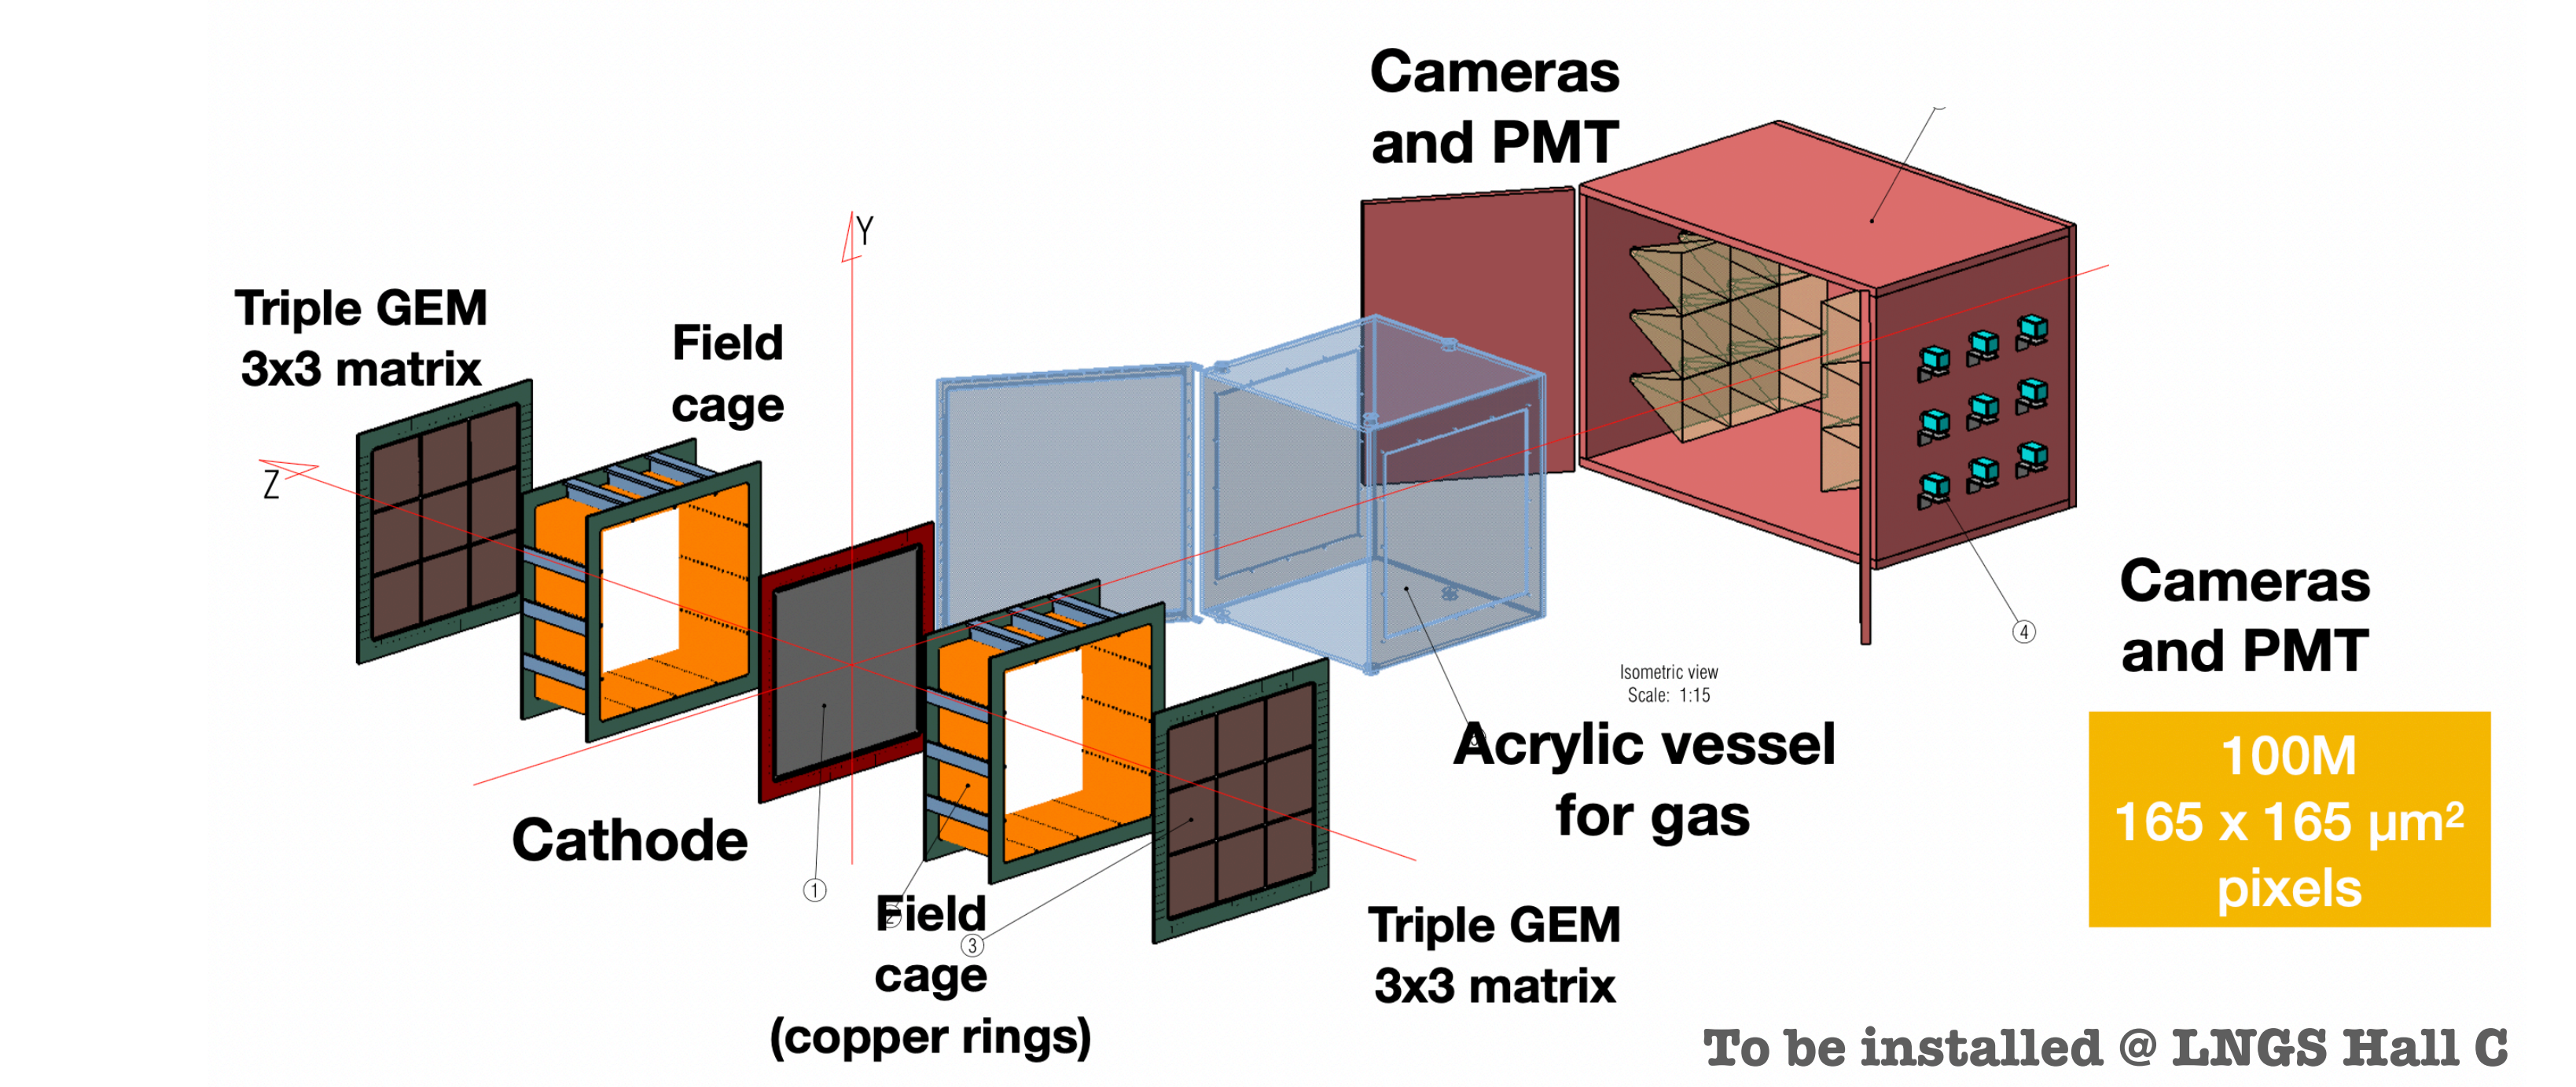 Cameras
and PMT
Y
Triple GEM
3x3 matrix
Field
cage
Z
Cameras
and PMT
4
Isometric view
Scale: 1:15
Acrylic vessel
for gas
100M
165 x 165 µm²
pixels
Cathode
1
2
Field
3
cage
(copper rings)
Triple GEM
3x3 matrix
To be installed @ LNGS Hall C